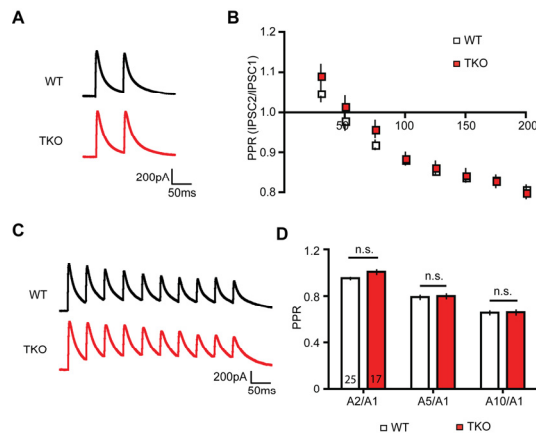 A
WT
TKO
200pA
50ms
B
WT
TKO
PPR (IPSC2/IPSC1)
1.2
1.1
1.0
0.9
0.8
50
100
150
200
C
WT
TKO
200pA
50ms
D
PPR
1.2
0.8
0.4
0
n.s.
n.s.
n.s.
25
17
A2/A1
A5/A1
A10/A1
WT
TKO